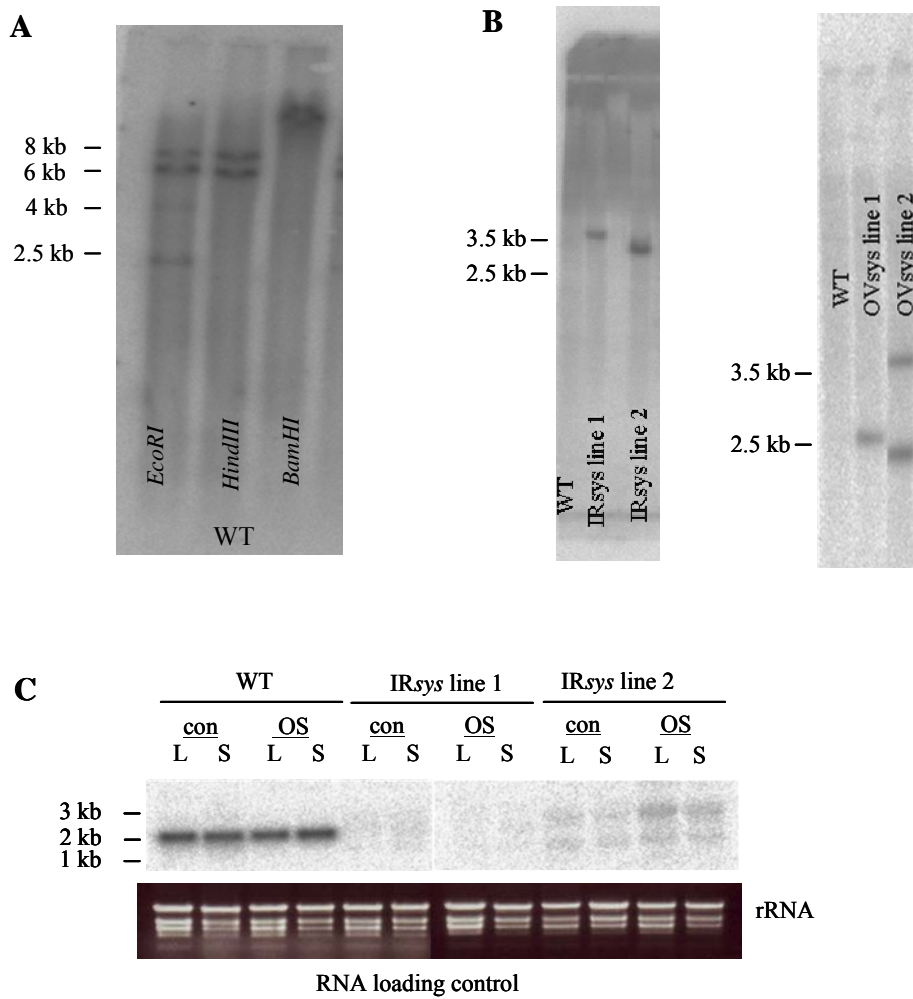 A
8 kb
6 kb
4 kb
2.5 kb
EcoRI
HindIII
BamHI
WT
B
3.5 kb
2.5 kb
WT
IRsys line 1
IRsys line 2
3.5 kb
2.5 kb
WT
OVsys line 1
OVsys line 2
C
WT IRsys line 1 IRsys line 2
con OS con OS con OS
L S L S L S L S L S L S
3 kb
2 kb
1 kb
rRNA
RNA loading control